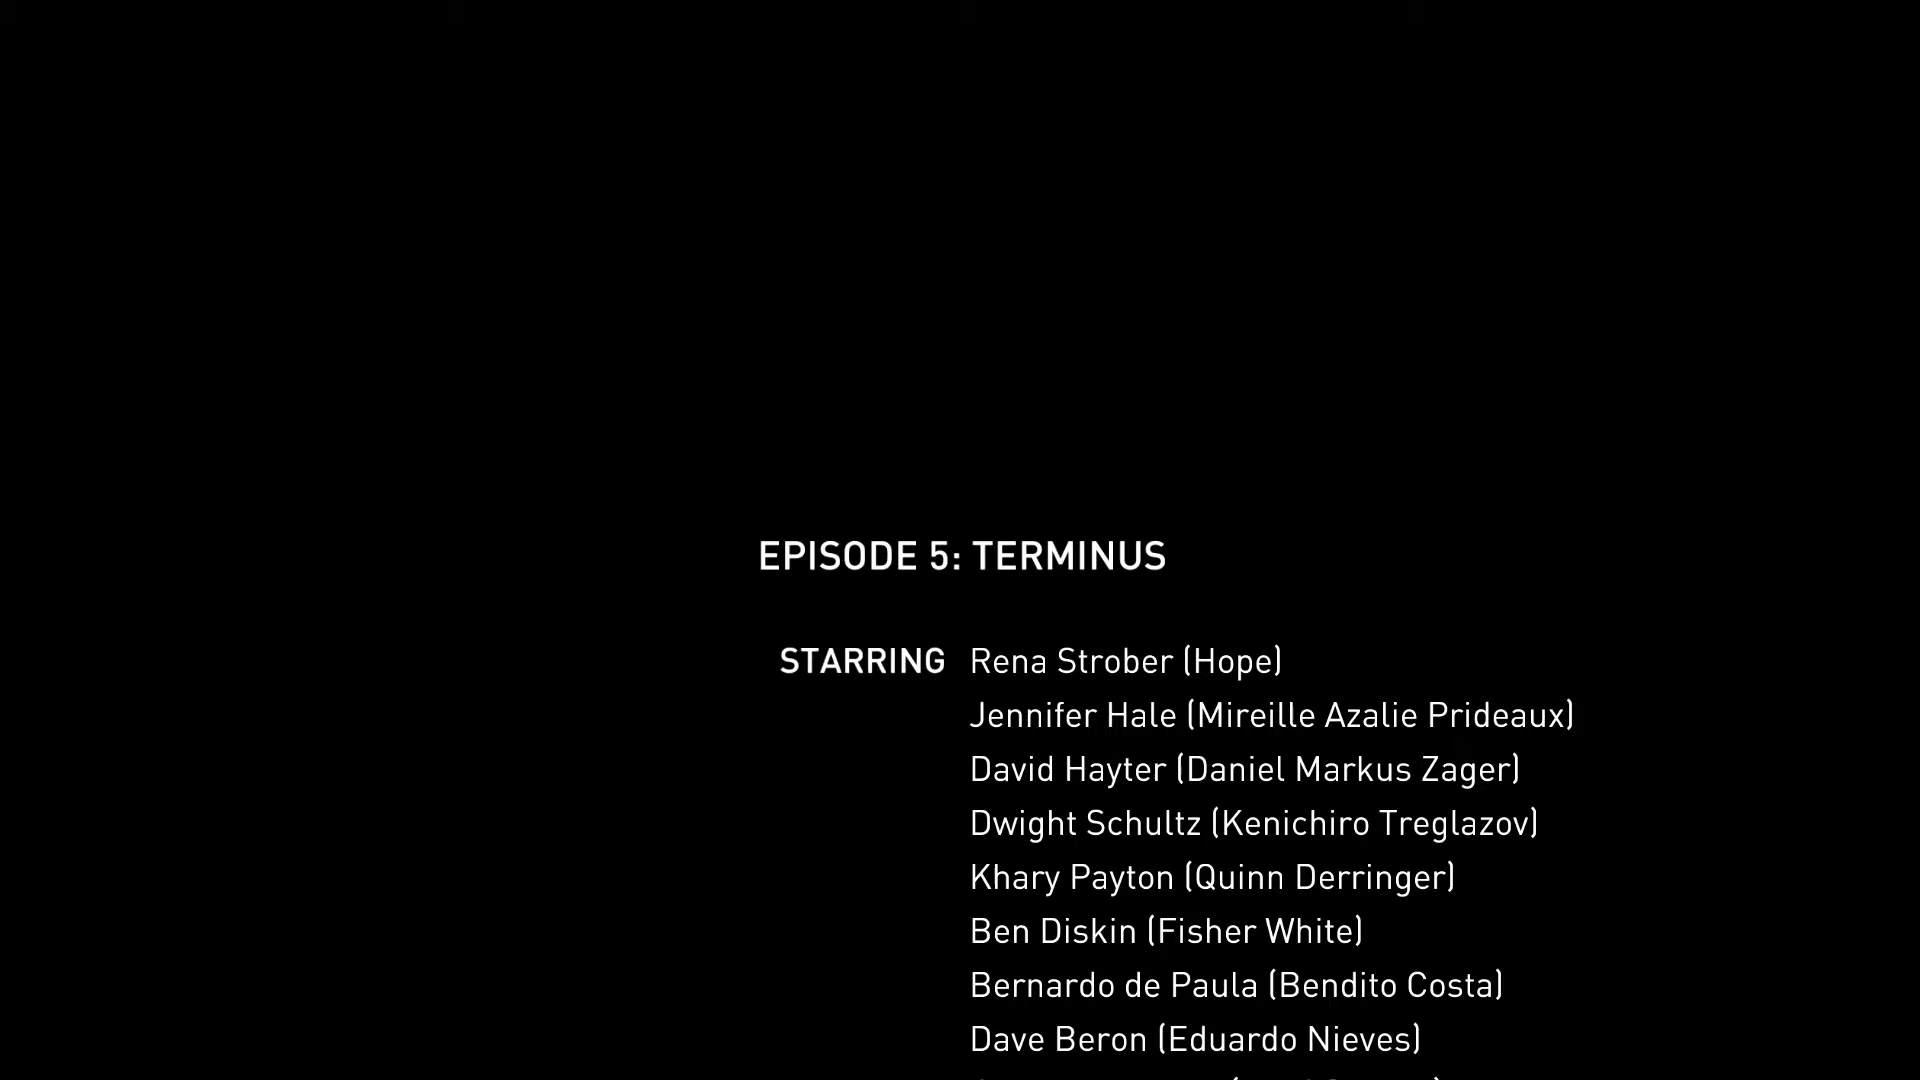 EPISODE 5: TERMINUS
STARRING Rena Strober (Hope)
Jennifer Hale (Mireille Azalie Prideaux)
David Hayter (Daniel Markus Zager)
Dwight Schultz (Kenichiro Treglazov)
Khary Payton (Quinn Derringer)
Ben Diskin (Fisher White)
Bernardo de Paula (Bendito Costa)
Dave Beron (Eduardo Nieves)